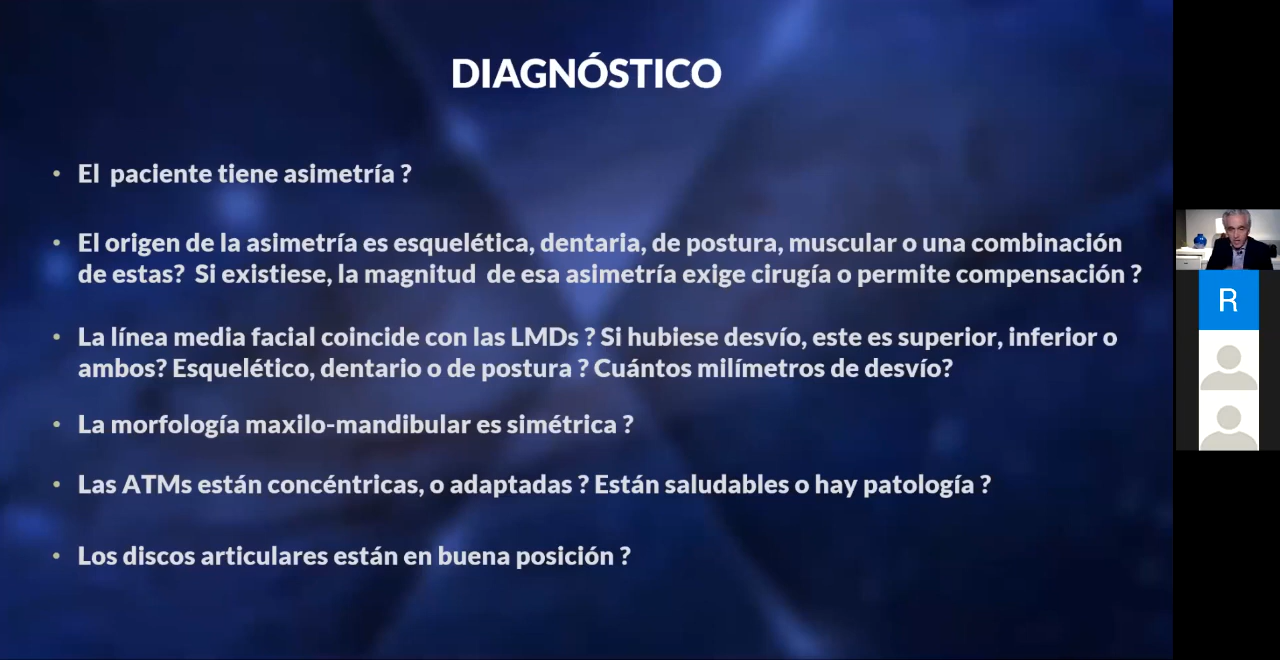 DIAGNÓSTICO
• El paciente tiene asimetría ?
• El origen de la asimetría es esquelética, dentaria, de postura, muscular o una combinación
de estas? Si existiese, la magnitud de esa asimetría exige cirugía o permite compensación ?
• La línea media facial coincide con las LMDs ? Si hubiese desvío, este es superior, inferior o
ambos? Esquelético, dentario o de postura ? Cuántos milímetros de desvío?
• La morfología maxilo-mandibular es simétrica ?
• Las ATMs están concéntricas, o adaptadas ? Están saludables o hay patología ?
• Los discos articulares están en buena posición ?
R